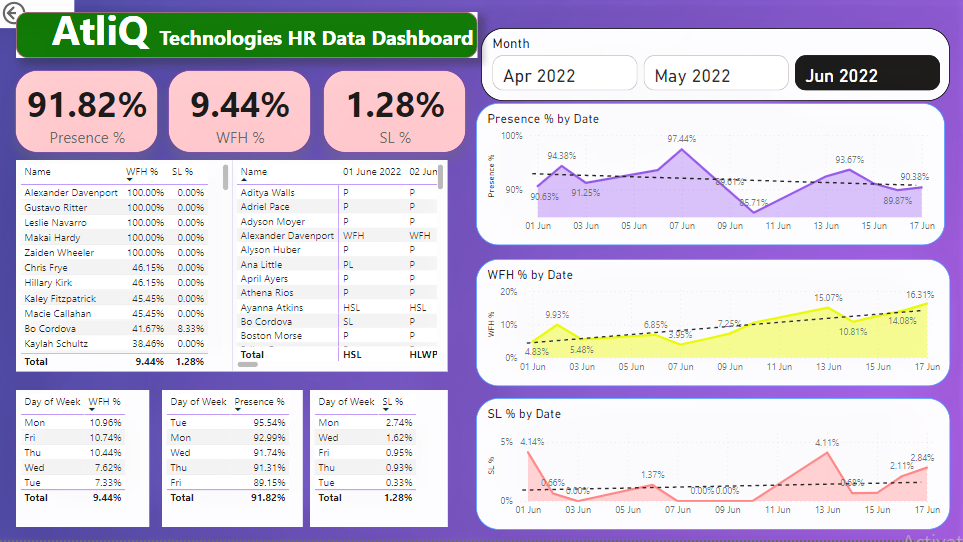 AtliQ Technologies HR Data Dashboard
Month
Apr 2022 May 2022 Jun 2022
91.82% 9.44% 1.28%
Presence % WFH % SL %
Name WFH % SL %
Alexander Davenport 100.00% 0.00%
Gustavo Ritter 100.00% 0.00%
Leslie Navarro 100.00% 0.00%
Makai Hardy 100.00% 0.00%
Zaiden Wheeler 100.00% 0.00%
Chris Frye 46.15% 0.00%
Hillary Kirk 46.15% 0.00%
Kaley Fitzpatrick 45.45% 0.00%
Macie Callahan 45.45% 0.00%
Bo Cordova 41.67% 8.33%
Kaylah Schultz 38.46% 0.00%
Total 9.44% 1.28%
Name 01 June 2022 02 Jun
Aditya Walls P P
Adriel Pace P P
Adyson Moyer P P
Alexander Davenport WFH WFH
Alyson Huber P P
Ana Little PL P
April Ayers P P
Athena Rios P P
Ayanna Atkins HSL HSL
Bo Cordova SL P
Boston Morse P P
Total HSL HLWP
Day of Week WFH %
Mon 10.96%
Fri 10.74%
Thu 10.44%
Wed 7.62%
Tue 7.33%
Total 9.44%
Day of Week Presence %
Tue 95.54%
Mon 92.99%
Wed 91.74%
Thu 91.31%
Fri 89.15%
Total 91.82%
Day of Week SL %
Mon 2.74%
Wed 1.62%
Fri 0.95%
Thu 0.93%
Tue 0.33%
Total 1.28%
Presence % by Date
Presence %
100%
90%
90.63% 94.38% 91.25% 97.44% 89.61% 85.71% 93.67% 89.87% 90.38%
01 Jun 03 Jun 05 Jun 07 Jun 09 Jun 11 Jun 13 Jun 15 Jun 17 Jun
WFH % by Date
WFH %
20%
10%
0%
4.83% 9.93% 5.48% 6.85% 3.95% 7.25% 15.07% 10.81% 14.08% 16.31%
01 Jun 03 Jun 05 Jun 07 Jun 09 Jun 11 Jun 13 Jun 15 Jun 17 Jun
SL % by Date
SL %
5%
0%
4.14% 0.66% 0.00% 1.37% 0.00% 0.00% 4.11% 0.68% 2.11% 2.84%
01 Jun 03 Jun 05 Jun 07 Jun 09 Jun 11 Jun 13 Jun 15 Jun 17 Jun